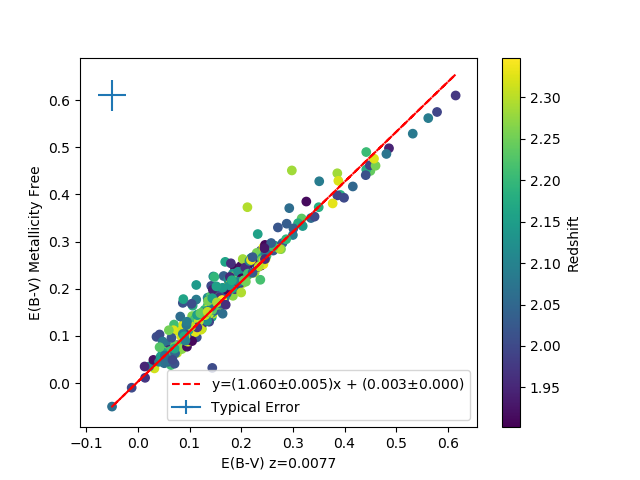 0.6
0.5
0.4
0.3
0.2
0.1
0.0
E(B-V) Metallicity Free
−0.1 0.0 0.1 0.2 0.3 0.4 0.5 0.6
E(B-V) z=0.0077
y=(1.060±0.005)x + (0.003±0.000)
Typical Error
2.30
2.25
2.20
2.15
2.10
2.05
2.00
1.95
Redshift